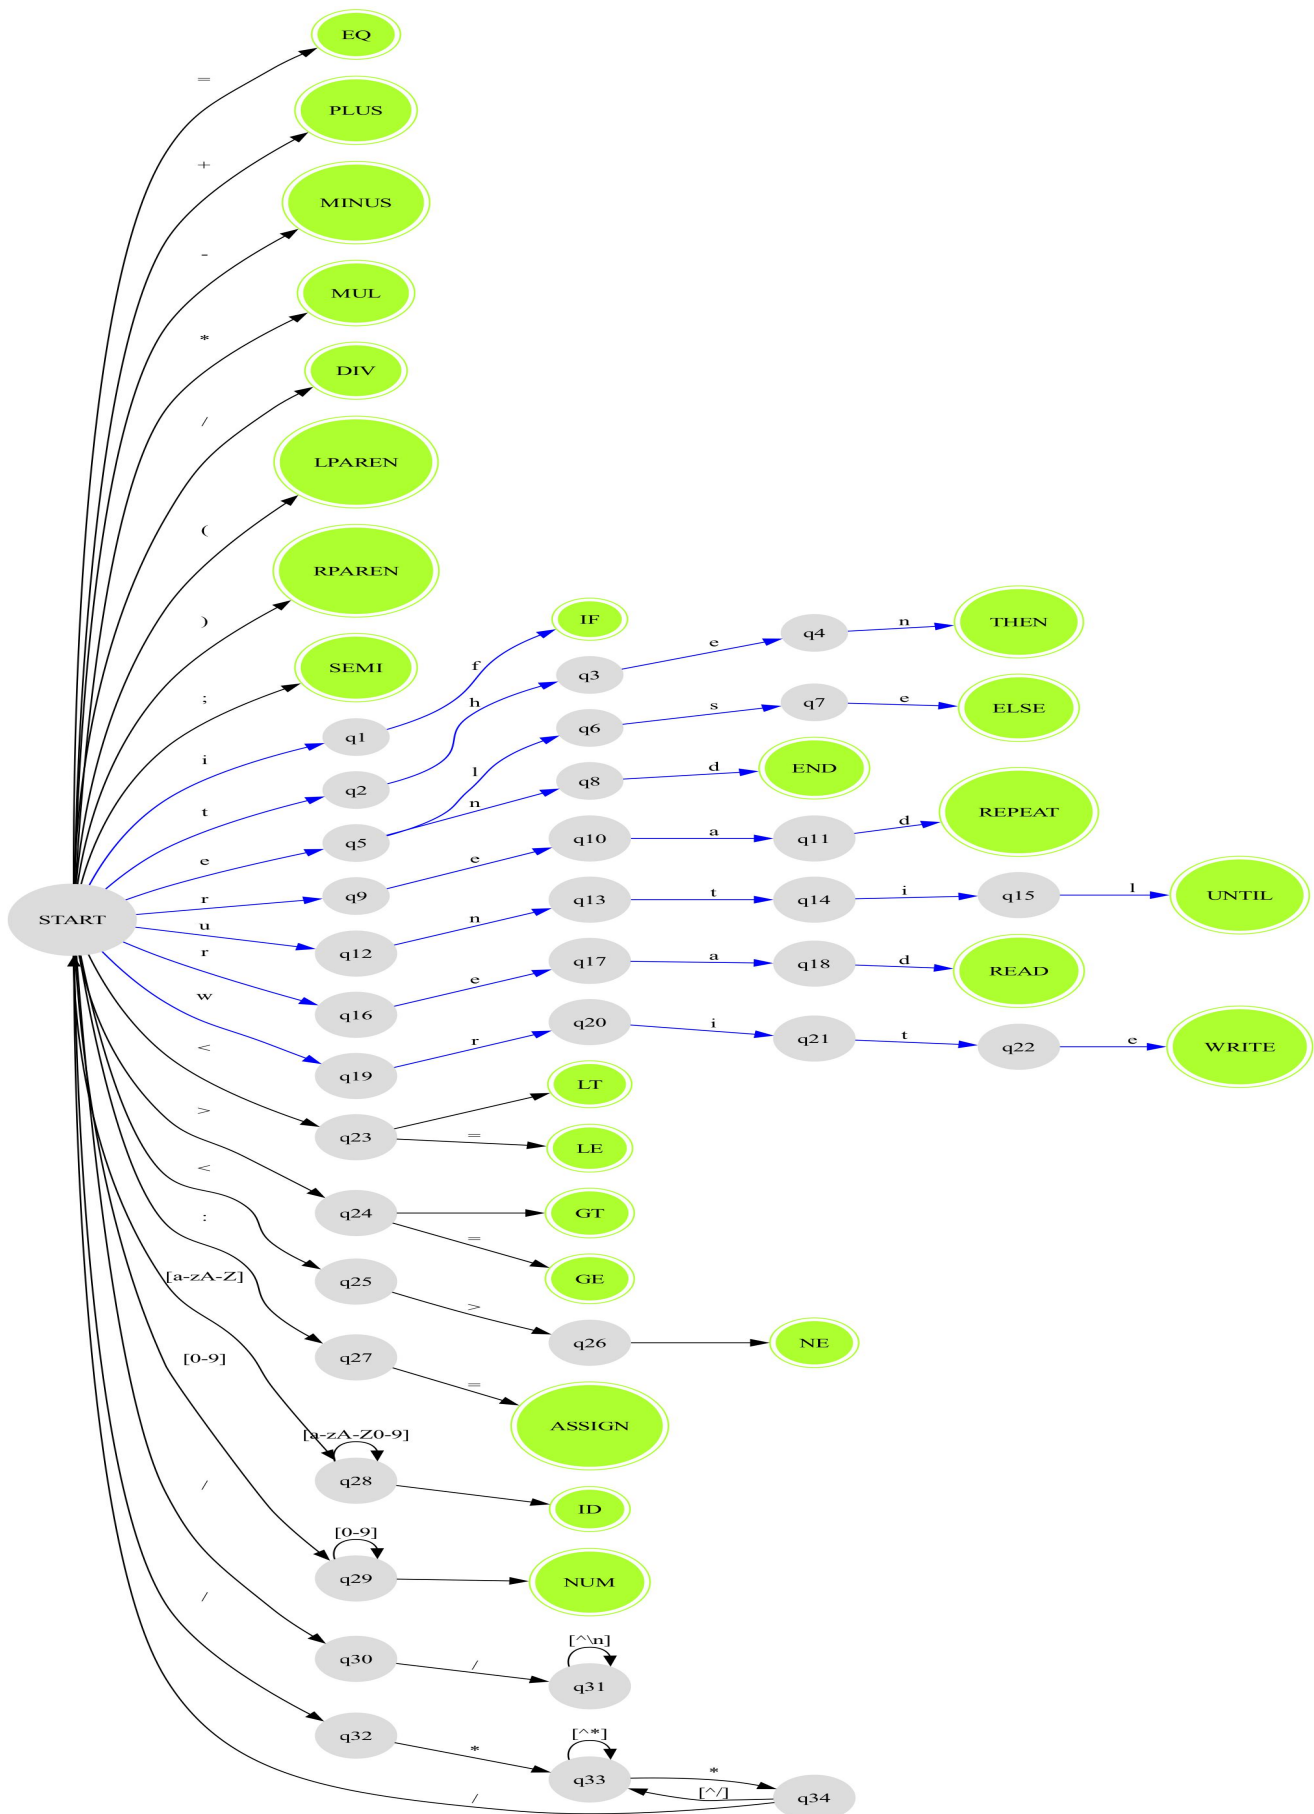 EQ
=
PLUS
+
MINUS
-
MUL
*
DIV
/
LPAREN
(
RPAREN
)
IF
THEN
n
q4
e
q3
f
SEMI
h
;
q1
q7
e
ELSE
s
q6
i
l
q2
END
d
q8
n
t
q5
REPEAT
d
q11
a
q10
e
e
q9
r
START
UNTIL
l
q15
i
q14
t
q13
n
u
q12
READ
d
q18
a
q17
e
r
q16
w
WRITE
e
q22
t
q21
i
q20
r
q19
<
LT
>
q23
=
LE
<
q24
GT
:
=
GE
[a-zA-Z]
q25
>
q26
NE
[0-9]
q27
=
ASSIGN
[a-zA-Z0-9]
q28
/
ID
[0-9]
q29
NUM
/
[^\n]
q30
/
q31
[^*]
q32
*
q33
*
[^/]
q34
/